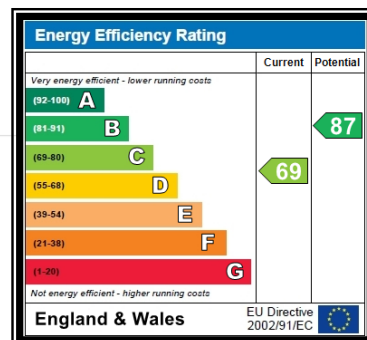 Energy Efficiency Rating
Current Potential
Very energy efficient - lower running costs
(92-100) A
(81-91) B
87
(69-80) C
69
(55-68) D
(39-54) E
(21-38) F
(1-20) G
Not energy efficient - higher running costs
England & Wales
EU Directive
2002/91/EC